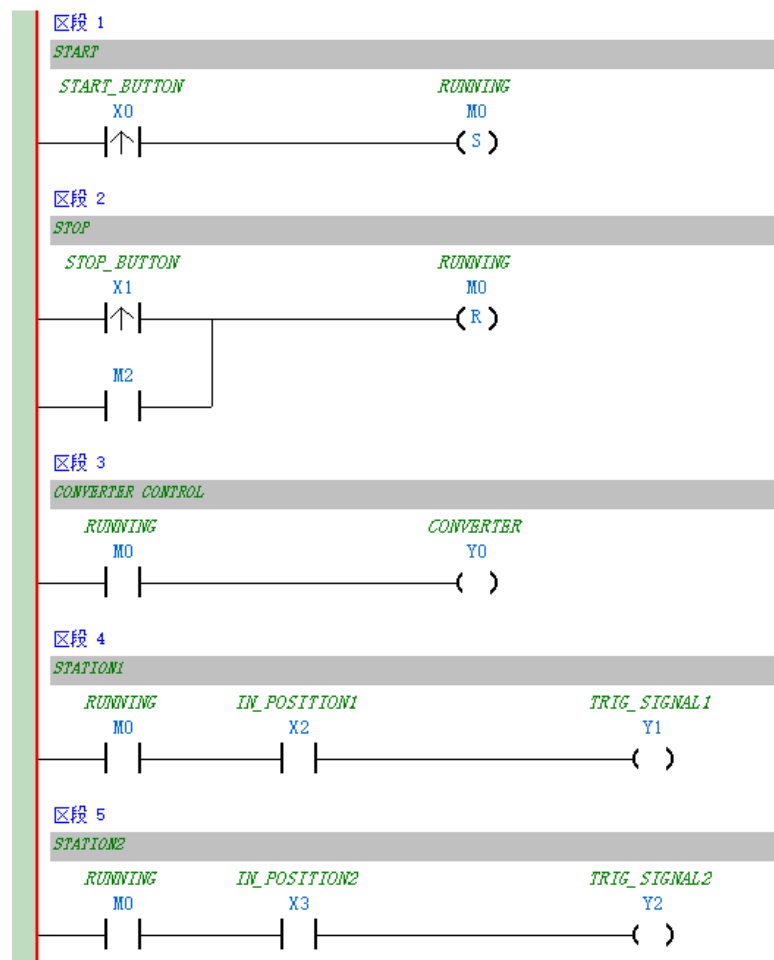 区段 1
START
START_BUTTON RUNNING
X0 M0
S
区段 2
STOP
STOP_BUTTON RUNNING
X1 M0
R
M2
区段 3
CONVERTER CONTROL
RUNNING CONVERTER
M0 Y0
区段 4
STATION1
RUNNING IN_POSITION1 TRIG_SIGNAL1
M0 X2 Y1
区段 5
STATION2
RUNNING IN_POSITION2 TRIG_SIGNAL2
M0 X3 Y2